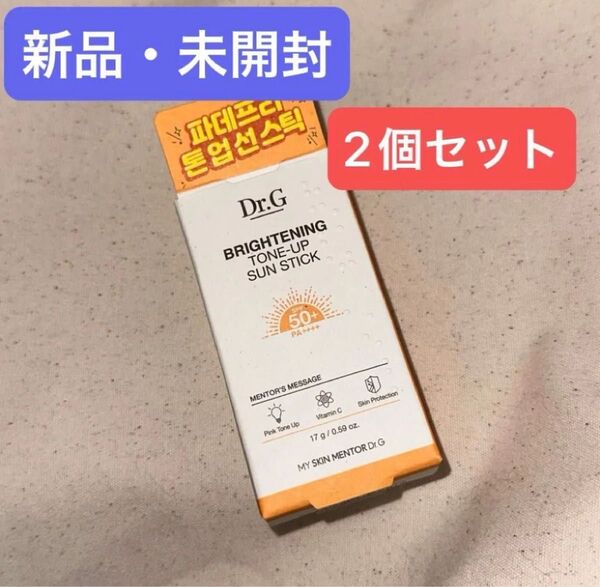 新品・未開封
2個セット
파데프리
톤업선스틱
Dr.G
BRIGHTENING
TONE-UP
SUN STICK
50+
PA++++
MENTOR'S MESSAGE
Pink Tone Up
Vitamin C
Skin Protection
17 g / 0.59 oz.
MY SKIN MENTOR Dr.G